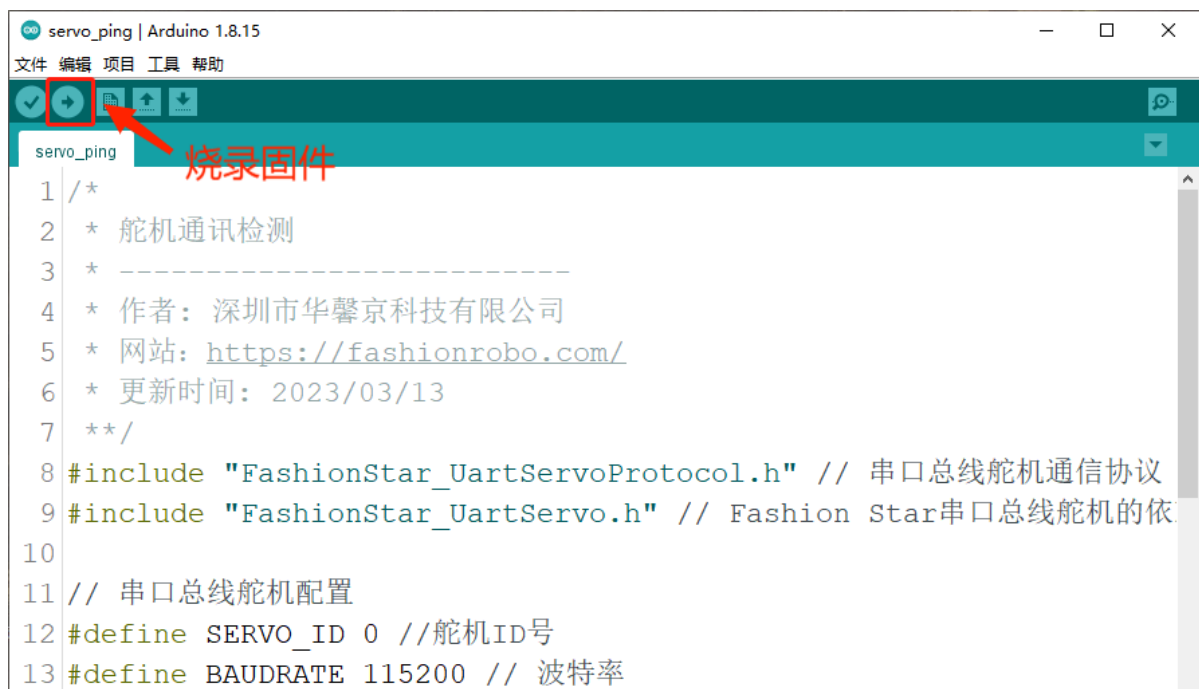 servo_ping | Arduino 1.8.15
文件 编辑 项目 工具 帮助
servo_ping
烧录固件
1 /*
2 * 舵机通讯检测
3 * --------------------------
4 * 作者: 深圳市华馨京科技有限公司
5 * 网站: https://fashionrobo.com/
6 * 更新时间: 2023/03/13
7 **/
8 #include "FashionStar_UartServoProtocol.h" // 串口总线舵机通信协议
9 #include "FashionStar_UartServo.h" // Fashion Star串口总线舵机的依
10
11 // 串口总线舵机配置
12 #define SERVO_ID 0 //舵机ID号
13 #define BAUDRATE 115200 // 波特率